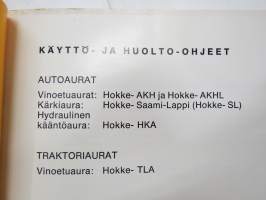 KÄYTTÖ- JA HUOLTO-OHJEET
AUTOAURAT
Vinoetuaurat: Hokke- AKH ja Hokke- AKHL
Kärkiaura: Hokke- Saami-Lappi (Hokke- SL)
Hydraulinen
kääntöaura: Hokke- HKA
TRAKTORIAURAT
Vinoetuaura: Hokke- TLA